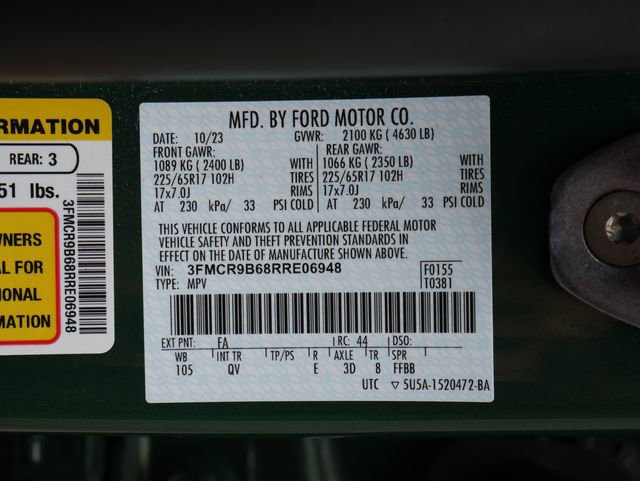 ORMATION
REAR: 3
51 lbs.
WNERS
AL FOR
IONAL
MATION
3FMCR9B68RRE06948
MFD. BY FORD MOTOR CO.
DATE: 10/23 GVWR: 2100 KG ( 4630 LB)
FRONT GAWR: REAR GAWR:
1089 KG ( 2400 LB) WITH 1066 KG ( 2350 LB) WITH
225/65R17 102H TIRES 225/65R17 102H TIRES
17x7.0J RIMS 17x7.0J RIMS
AT 230 kPa/ 33 PSI COLD AT 230 kPa/ 33 PSI COLD
THIS VEHICLE CONFORMS TO ALL APPLICABLE FEDERAL MOTOR
VEHICLE SAFETY AND THEFT PREVENTION STANDARDS IN
EFFECT ON THE DATE OF MANUFACTURE SHOWN ABOVE.
VIN: 3FMCR9B68RRE06948 F0155
TYPE: MPV T0381
EXT PNT: FA RC: 44 DSO:
WB INT TR TP/PS R AXLE TR SPR
105 QV E 3D 8 FFBB
UTC ▽ 5U5A-1520472-BA